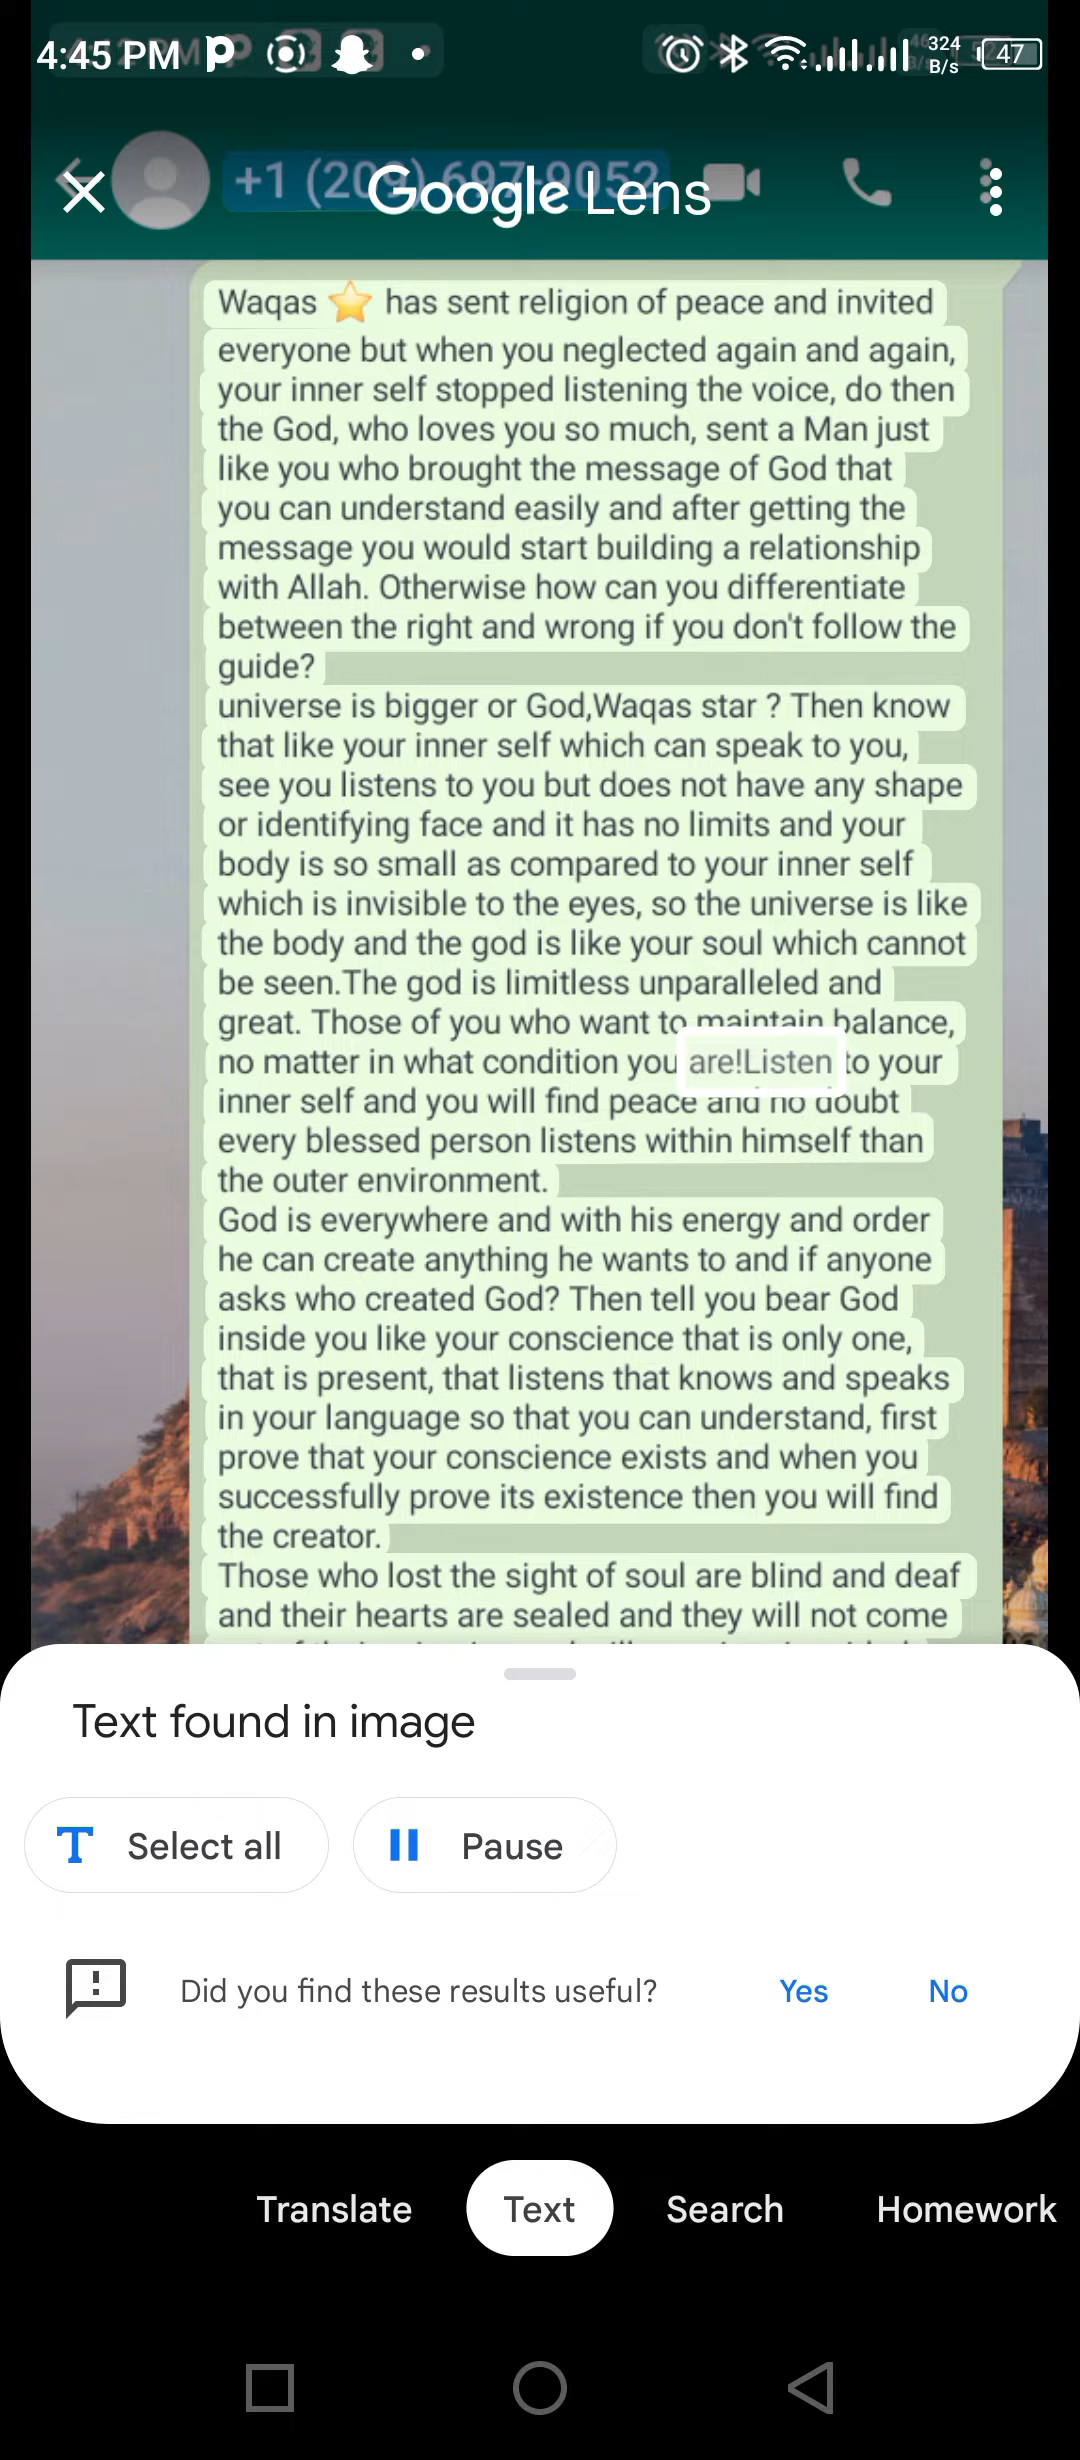 4:45 PM
324 B/s
47
+1 (209) 697-9052
Google Lens
Waqas ⭐ has sent religion of peace and invited
everyone but when you neglected again and again,
your inner self stopped listening the voice, do then
the God, who loves you so much, sent a Man just
like you who brought the message of God that
you can understand easily and after getting the
message you would start building a relationship
with Allah. Otherwise how can you differentiate
between the right and wrong if you don't follow the
guide?
universe is bigger or God,Waqas star ? Then know
that like your inner self which can speak to you,
see you listens to you but does not have any shape
or identifying face and it has no limits and your
body is so small as compared to your inner self
which is invisible to the eyes, so the universe is like
the body and the god is like your soul which cannot
be seen.The god is limitless unparalleled and
great. Those of you who want to maintain balance,
no matter in what condition you are!Listen to your
inner self and you will find peace and no doubt
every blessed person listens within himself than
the outer environment.
God is everywhere and with his energy and order
he can create anything he wants to and if anyone
asks who created God? Then tell you bear God
inside you like your conscience that is only one,
that is present, that listens that knows and speaks
in your language so that you can understand, first
prove that your conscience exists and when you
successfully prove its existence then you will find
the creator.
Those who lost the sight of soul are blind and deaf
and their hearts are sealed and they will not come
Text found in image
Select all
Pause
Did you find these results useful?
Yes
No
Translate
Text
Search
Homework